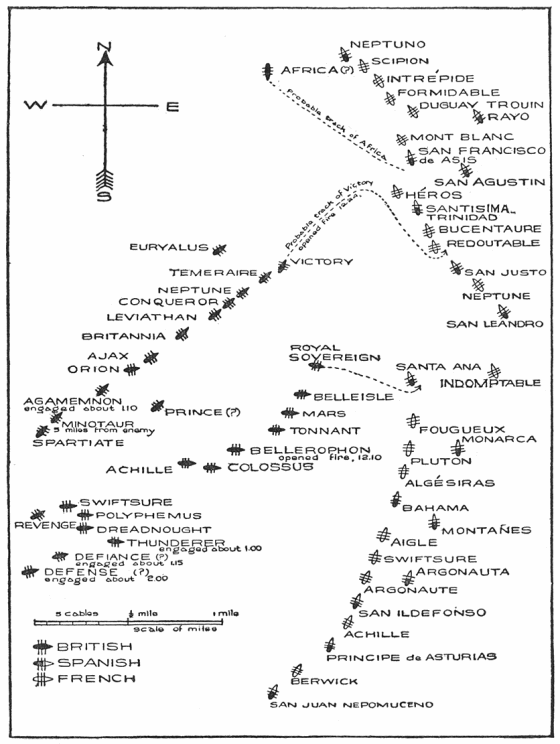 N
W
E
S
NEPTUNO
SCIPION
AFRICA (?)
INTRÉPIDE
FORMIDABLE
DUGUAY TROUIN
RAYO
Probable track of Africa
MONT BLANC
SAN FRANCISCO
de ASIS
SAN AGUSTIN
Probable track of Victory
opened fire, 12.20.
HÉROS
SANTISIMA
TRINIDAD
BUCENTAURE
REDOUTABLE
EURYALUS
VICTORY
TEMERAIRE
SAN JUSTO
NEPTUNE
NEPTUNE
CONQUEROR
LEVIATHAN
SAN LEANDRO
BRITANNIA
ROYAL
SOVEREIGN
AJAX
ORION
SANTA ANA
INDOMPTABLE
AGAMEMNON
engaged about 1.10
PRINCE (?)
BELLEISLE
MARS
MINOTAUR
3 miles from enemy
SPARTIATE
TONNANT
FOUGUEUX
MONARCA
BELLEROPHON
opened fire, 12.10
ACHILLE
COLOSSUS
PLUTON
ALGÉSIRAS
SWIFTSURE
POLYPHEMUS
REVENGE
DREADNOUGHT
BAHAMA
THUNDERER
engaged about 1.00
MONTAÑES
AIGLE
DEFIANCE (?)
engaged about 1.15
SWIFTSURE
DEFENSE (?)
engaged about 2.00
ARGONAUTA
ARGONAUTE
5 cables
½ mile
1 mile
scale of miles
SAN ILDEFONSO
ACHILLE
BRITISH
SPANISH
FRENCH
PRINCIPE de ASTURIAS
BERWICK
SAN JUAN NEPOMUCENO